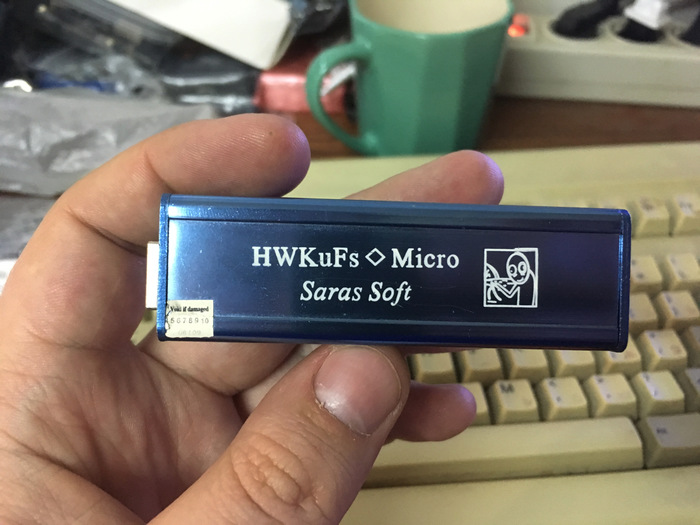 HWKuFs ◇ Micro
Saras Soft
Void if damaged